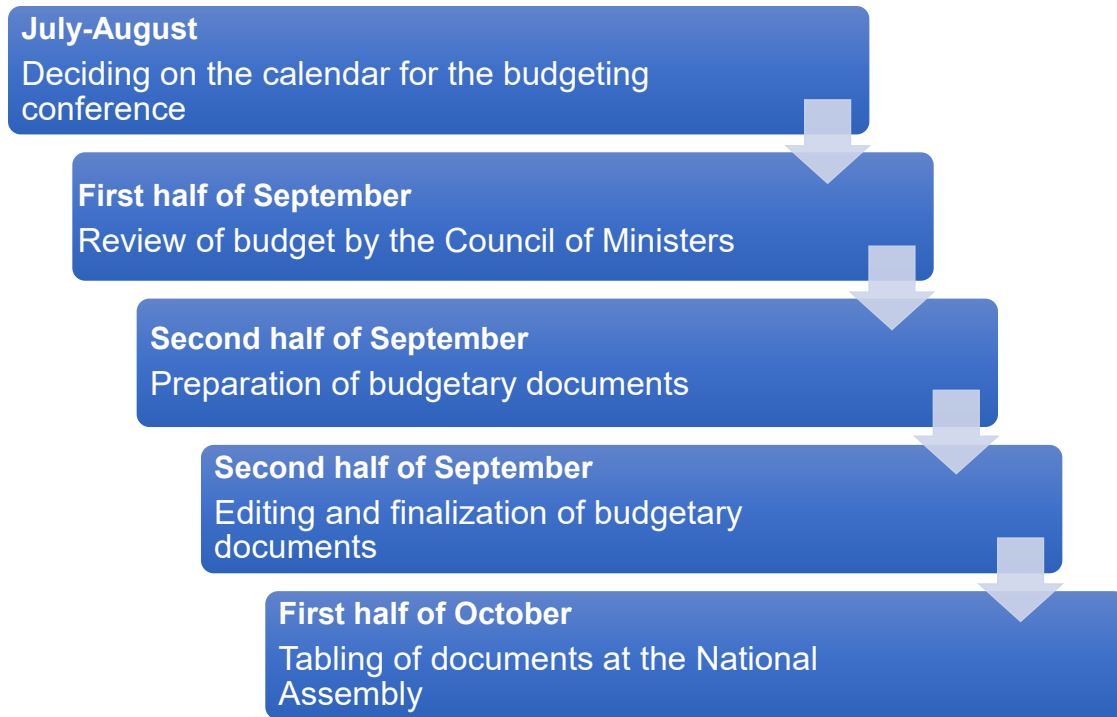 July-August
Deciding on the calendar for the budgeting
conference
First half of September
Review of budget by the Council of Ministers
Second half of September
Preparation of budgetary documents
Second half of September
Editing and finalization of budgetary
documents
First half of October
Tabling of documents at the National
Assembly